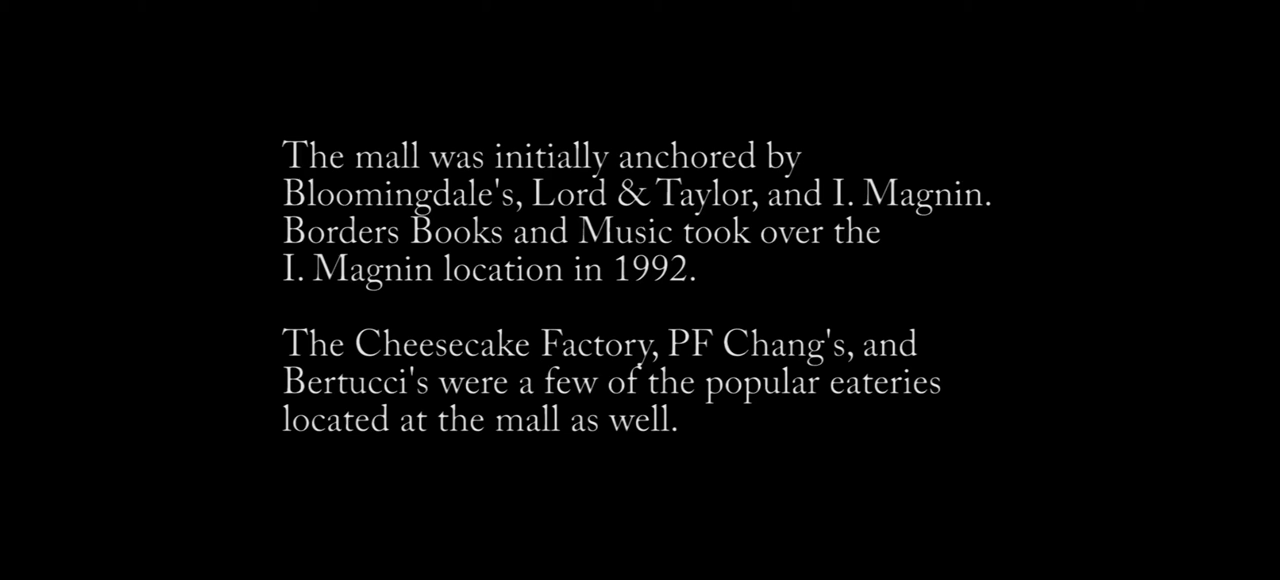 The mall was initially anchored by
Bloomingdale's, Lord & Taylor, and I. Magnin.
Borders Books and Music took over the
I. Magnin location in 1992.
The Cheesecake Factory, PF Chang's, and
Bertucci's were a few of the popular eateries
located at the mall as well.